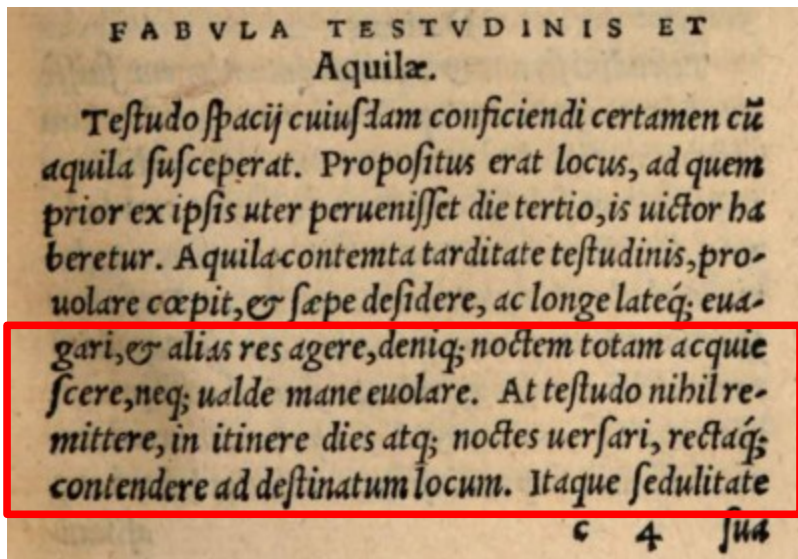 FABVLA TESTVDINIS ET
Aquilæ.
Teſtudo ſpacij cuiuſdam conficiendi certamen cū
aquila ſuſceperat. Propoſitus erat locus, ad quem
prior ex ipſis uter perueniſſet die tertio, is uictor ha
beretur. Aquila contemta tarditate teſtudinis, pro-
uolare cœpit, & ſæpe deſidere, ac longe lateq́; eua-
gari, & alias res agere, deniq; noctem totam acquie
ſcere, neq; ualde mane euolare. At teſtudo nihil re-
mittere, in itinere dies atq; noctes uerſari, rectaq́;
contendere ad deſtinatum locum. Itaque ſedulitate
c 4 ſua